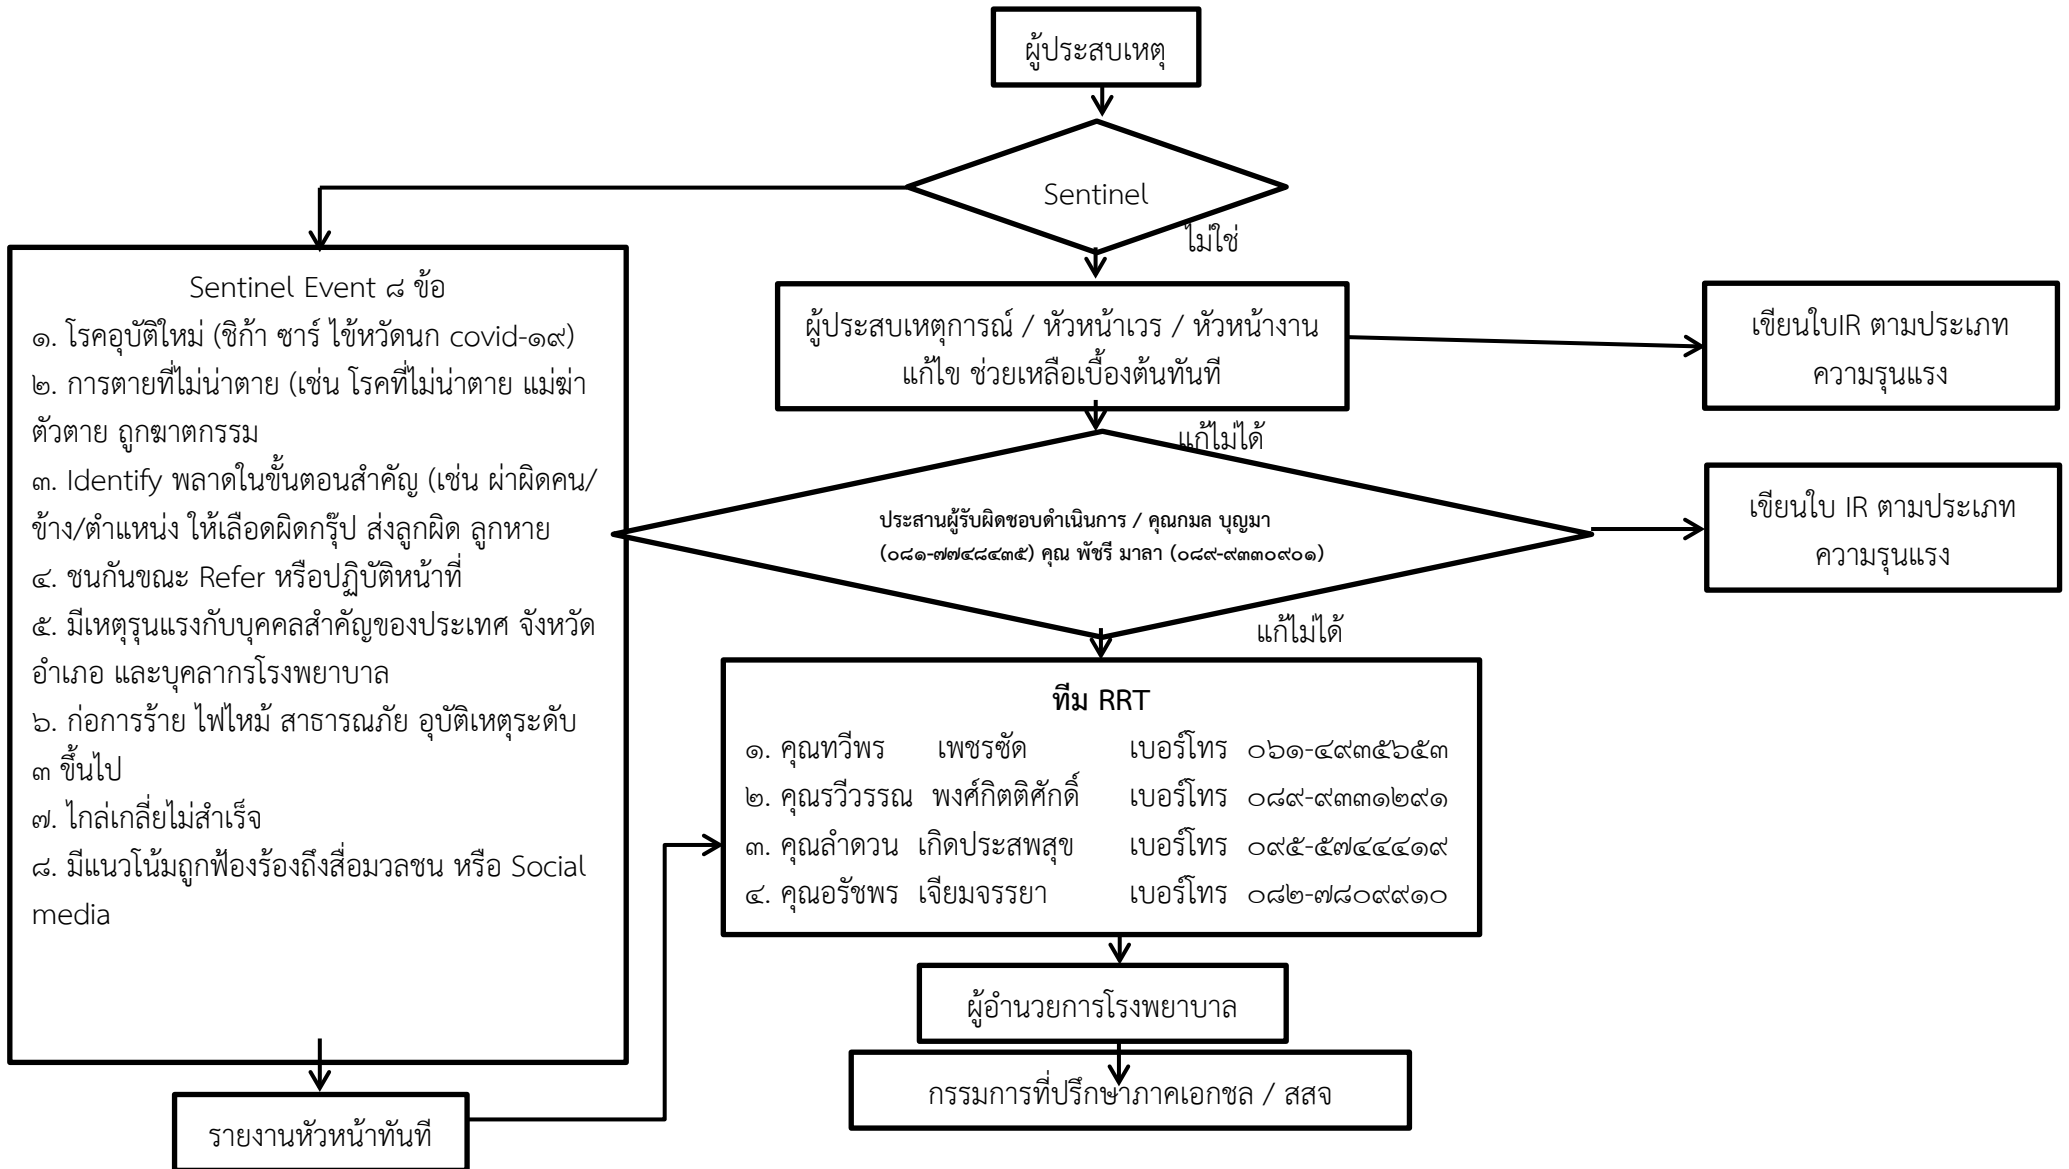 ผู้ประสบเหตุ
Sentinel
ไม่ใช่
Sentinel Event ๘ ข้อ
๑. โรคอุบัติใหม่ (ซิก้า ซาร์ ไข้หวัดนก covid-๑๙)
๒. การตายที่ไม่น่าตาย (เช่น โรคที่ไม่น่าตาย แม่ฆ่า
ตัวตาย ถูกฆาตกรรม
๓. Identify พลาดในขั้นตอนสำคัญ (เช่น ผ่าผิดคน/
ข้าง/ตำแหน่ง ให้เลือดผิดกรุ๊ป ส่งลูกผิด ลูกหาย
๔. ชนกันขณะ Refer หรือปฏิบัติหน้าที่
๕. มีเหตุรุนแรงกับบุคคลสำคัญของประเทศ จังหวัด
อำเภอ และบุคลากรโรงพยาบาล
๖. ก่อการร้าย ไฟไหม้ สาธารณภัย อุบัติเหตุระดับ
๓ ขึ้นไป
๗. ไกล่เกลี่ยไม่สำเร็จ
๘. มีแนวโน้มถูกฟ้องร้องถึงสื่อมวลชน หรือ Social
media
รายงานหัวหน้าทันที
ผู้ประสบเหตุการณ์ / หัวหน้าเวร / หัวหน้างาน
แก้ไข ช่วยเหลือเบื้องต้นทันที
เขียนใบIR ตามประเภท
ความรุนแรง
แก้ไม่ได้
ประสานผู้รับผิดชอบดำเนินการ / คุณกมล บุญมา
(๐๘๑-๗๗๔๘๔๓๕) คุณ พัชรี มาลา (๐๘๙-๙๓๓๐๙๐๑)
เขียนใบ IR ตามประเภท
ความรุนแรง
แก้ไม่ได้
ทีม RRT
๑. คุณทวีพร เพชรซัด เบอร์โทร ๐๖๑-๔๙๓๕๖๕๓
๒. คุณรวีวรรณ พงศ์กิตติศักดิ์ เบอร์โทร ๐๘๙-๙๓๓๑๒๙๑
๓. คุณลำดวน เกิดประสพสุข เบอร์โทร ๐๙๕-๕๗๔๔๔๑๙
๔. คุณอรัชพร เจียมจรรยา เบอร์โทร ๐๘๒-๗๘๐๙๙๑๐
ผู้อำนวยการโรงพยาบาล
กรรมการที่ปรึกษาภาคเอกชล / สสจ